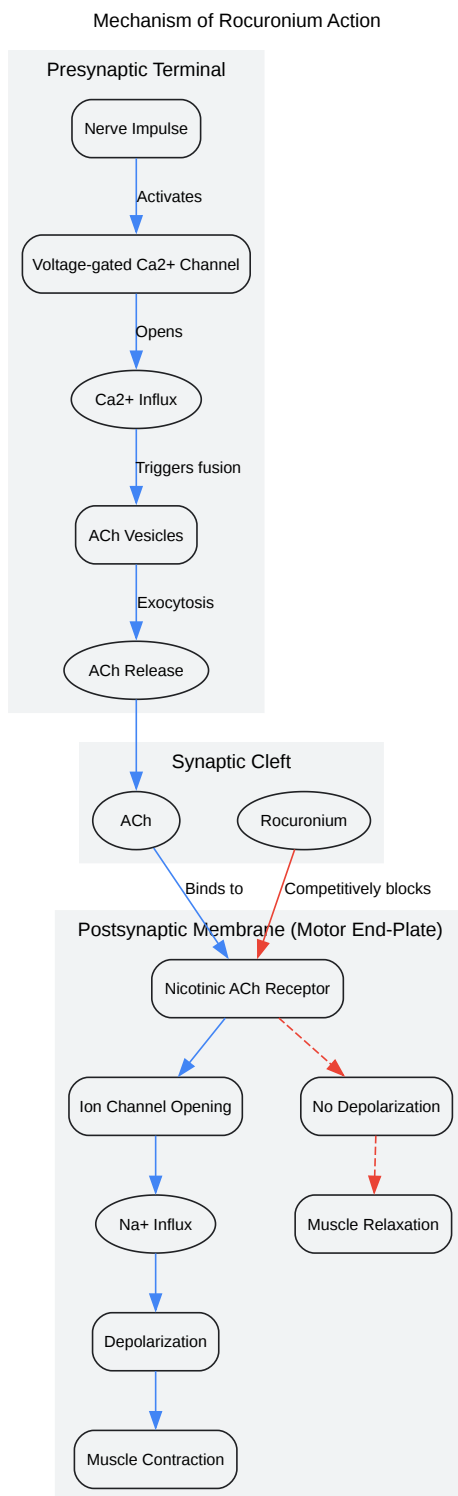 Mechanism of Rocuronium Action
Presynaptic Terminal
Nerve Impulse
Activates
Voltage-gated Ca2+ Channel
Opens
Ca2+ Influx
Triggers fusion
ACh Vesicles
Exocytosis
ACh Release
Synaptic Cleft
ACh
Rocuronium
Binds to
Competitively blocks
Postsynaptic Membrane (Motor End-Plate)
Nicotinic ACh Receptor
Ion Channel Opening
No Depolarization
Na+ Influx
Muscle Relaxation
Depolarization
Muscle Contraction